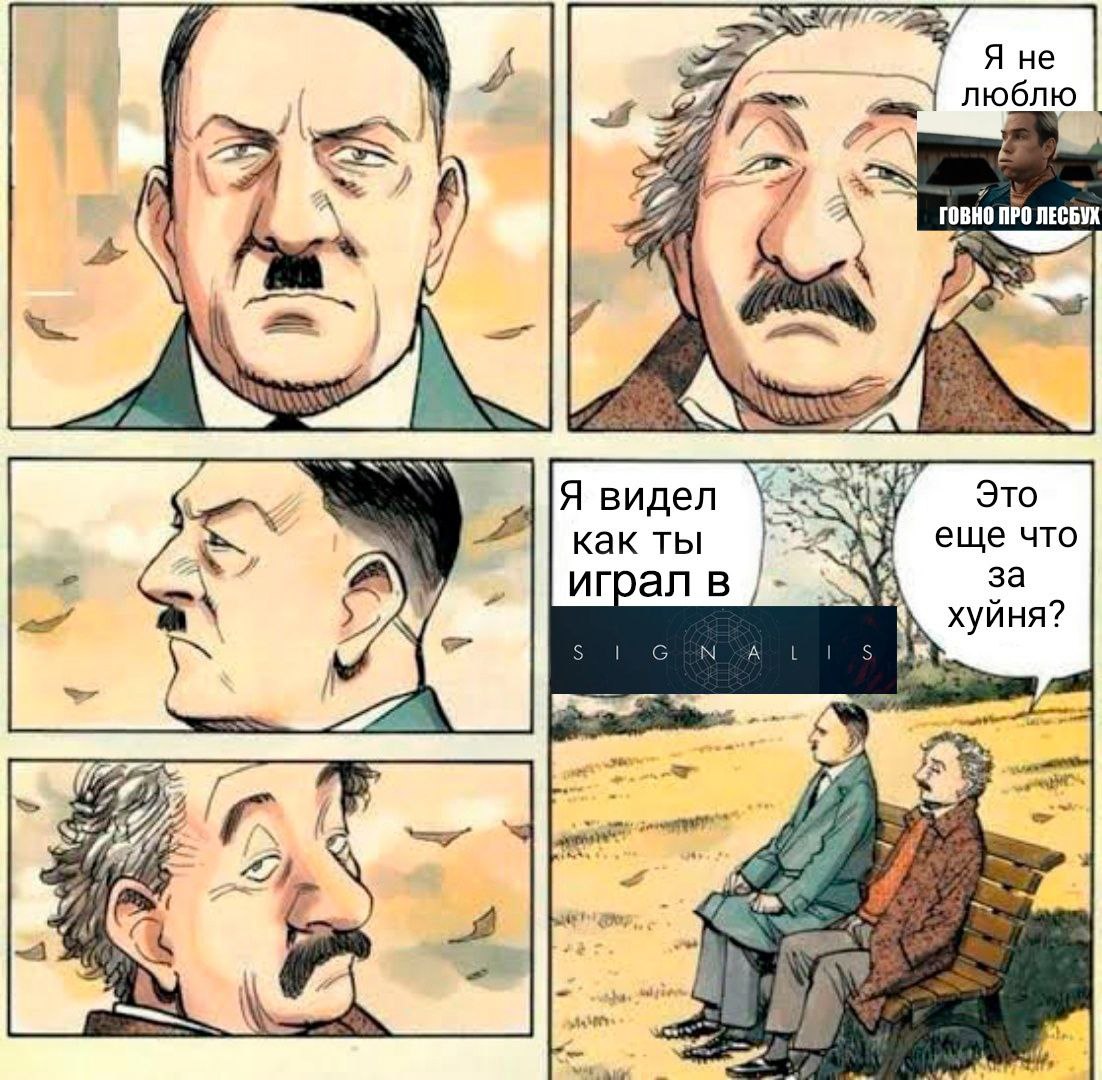 Я не
люблю
ГОВНО ПРО ЛЕСБУХ
Я видел
как ты
играл в
SIGNALIS
Это
еще что
за
хуйня?